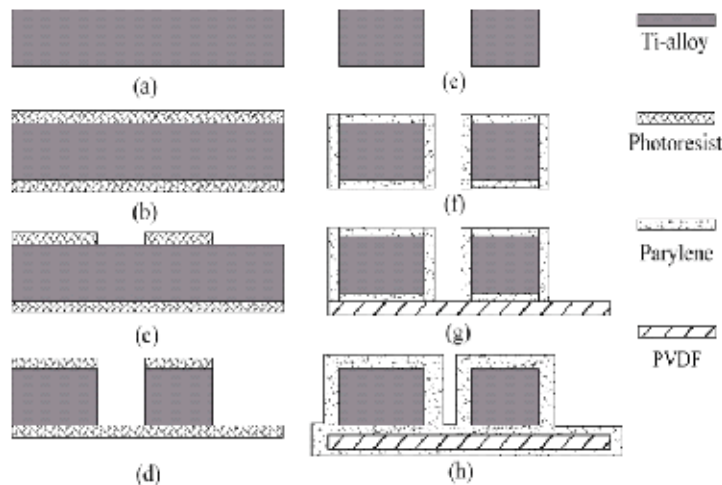 (a)
(b)
(c)
(d)
(e)
(f)
(g)
(h)
Ti-alloy
Photoresist
Parylene
PVDF